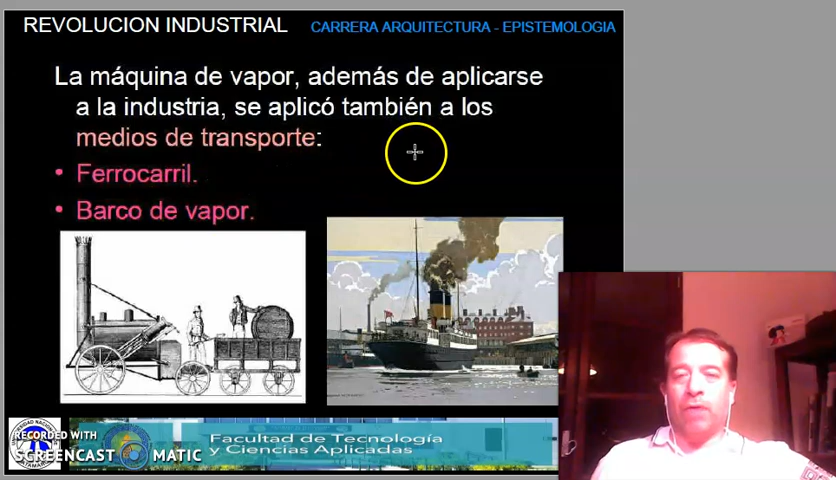 REVOLUCION INDUSTRIAL CARRERA ARQUITECTURA - EPISTEMOLOGIA
La máquina de vapor, además de aplicarse
a la industria, se aplicó también a los
medios de transporte:
• Ferrocarril.
• Barco de vapor.
RECORDED WITH
SCREENCAST MATIC
Facultad de Tecnología
y Ciencias Aplicadas